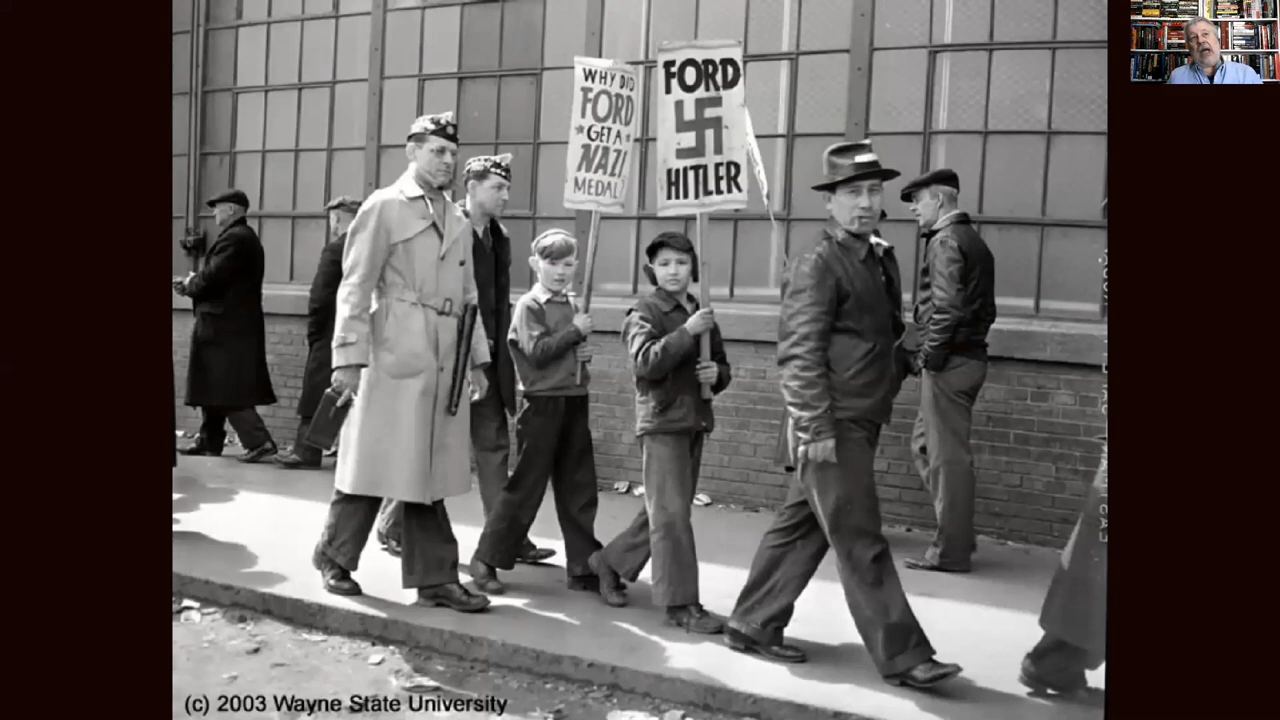 WHY DID
FORD
GET A
NAZI
MEDAL?
FORD
HITLER
(c) 2003 Wayne State University